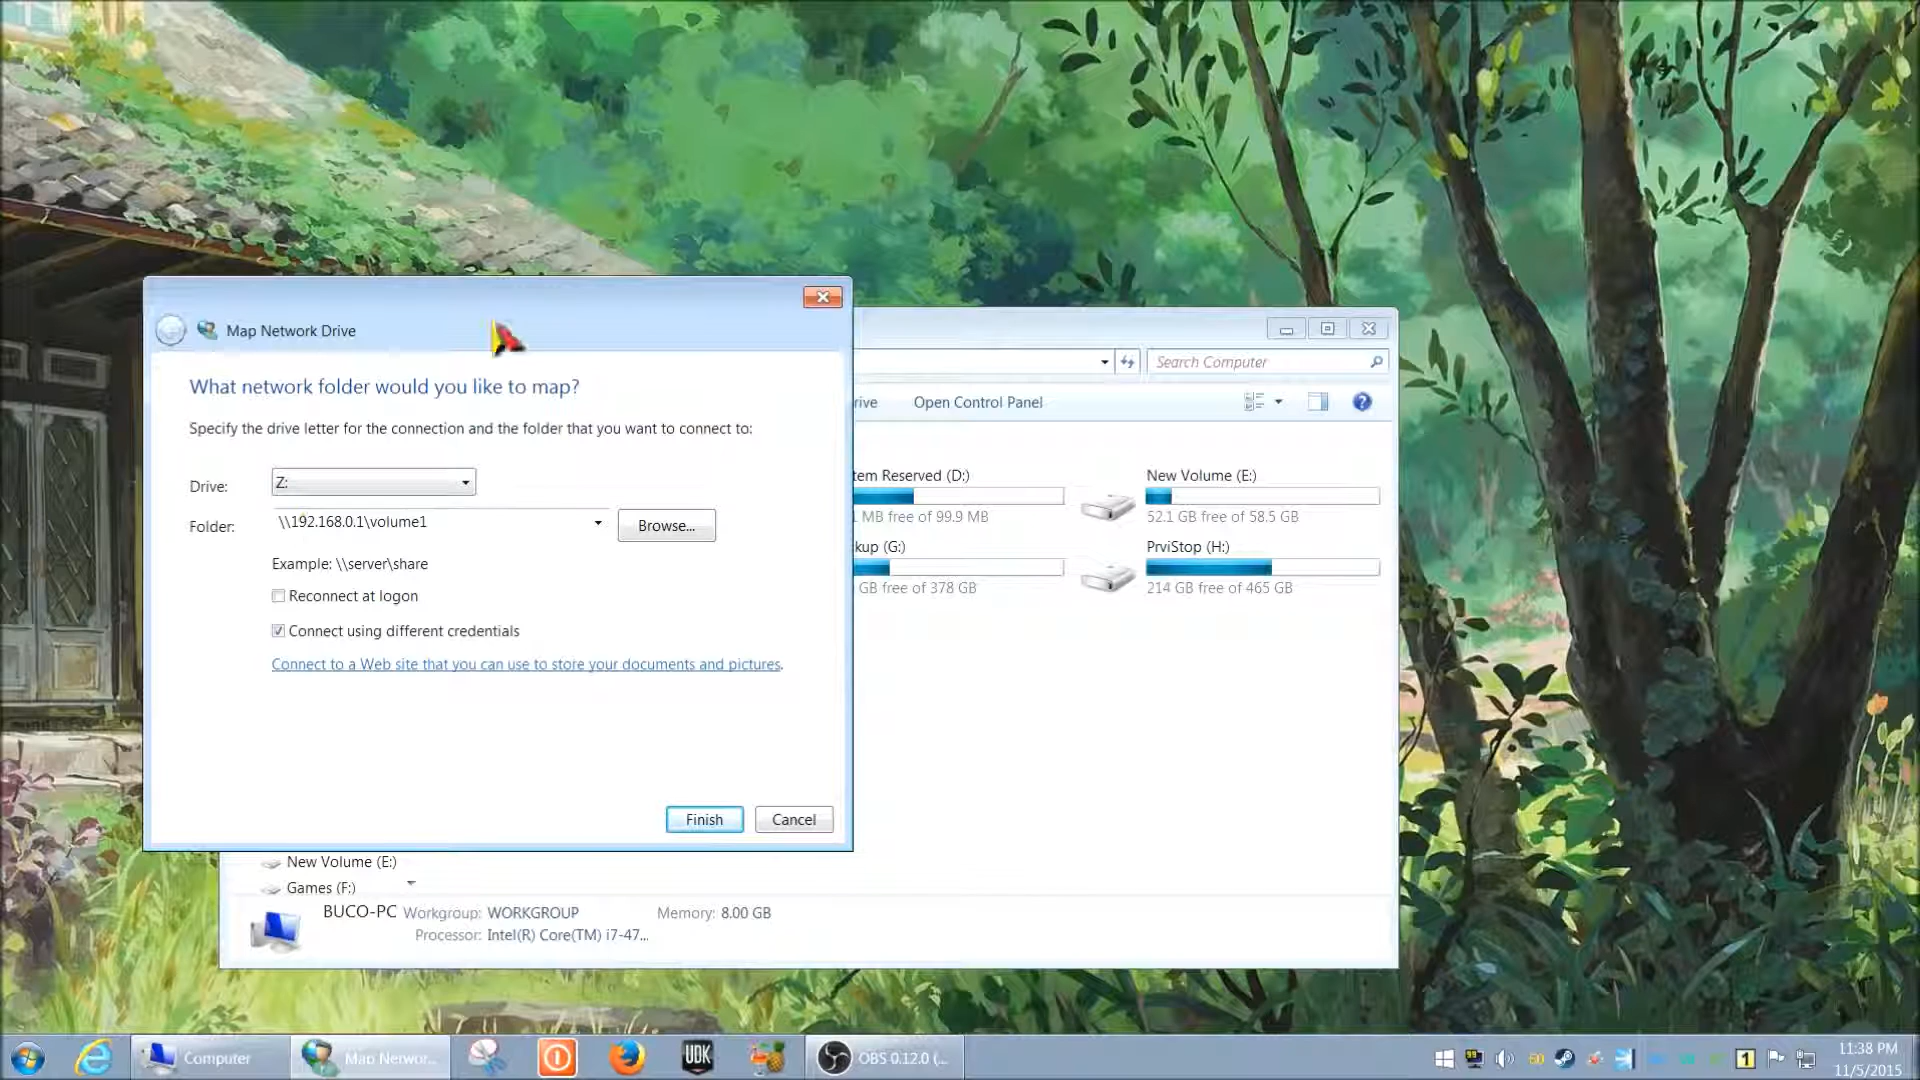 Map Network Drive
What network folder would you like to map?
Specify the drive letter for the connection and the folder that you want to connect to:
Drive: Z:
Folder: \\192.168.0.1\volume1 Browse...
Example: \\server\share
Reconnect at logon
Connect using different credentials
Connect to a Web site that you can use to store your documents and pictures.
Finish Cancel
Search Computer
rive Open Control Panel
tem Reserved (D:)
MB free of 99.9 MB
New Volume (E:)
52.1 GB free of 58.5 GB
kup (G:)
GB free of 378 GB
PrviStop (H:)
214 GB free of 465 GB
New Volume (E:)
Games (F:)
BUCO-PC Workgroup: WORKGROUP Memory: 8.00 GB
Processor: Intel(R) Core(TM) i7-47...
Computer Map Networ... UDK OBS 0.12.0 (... 60 1
11:38 PM
11/5/2015